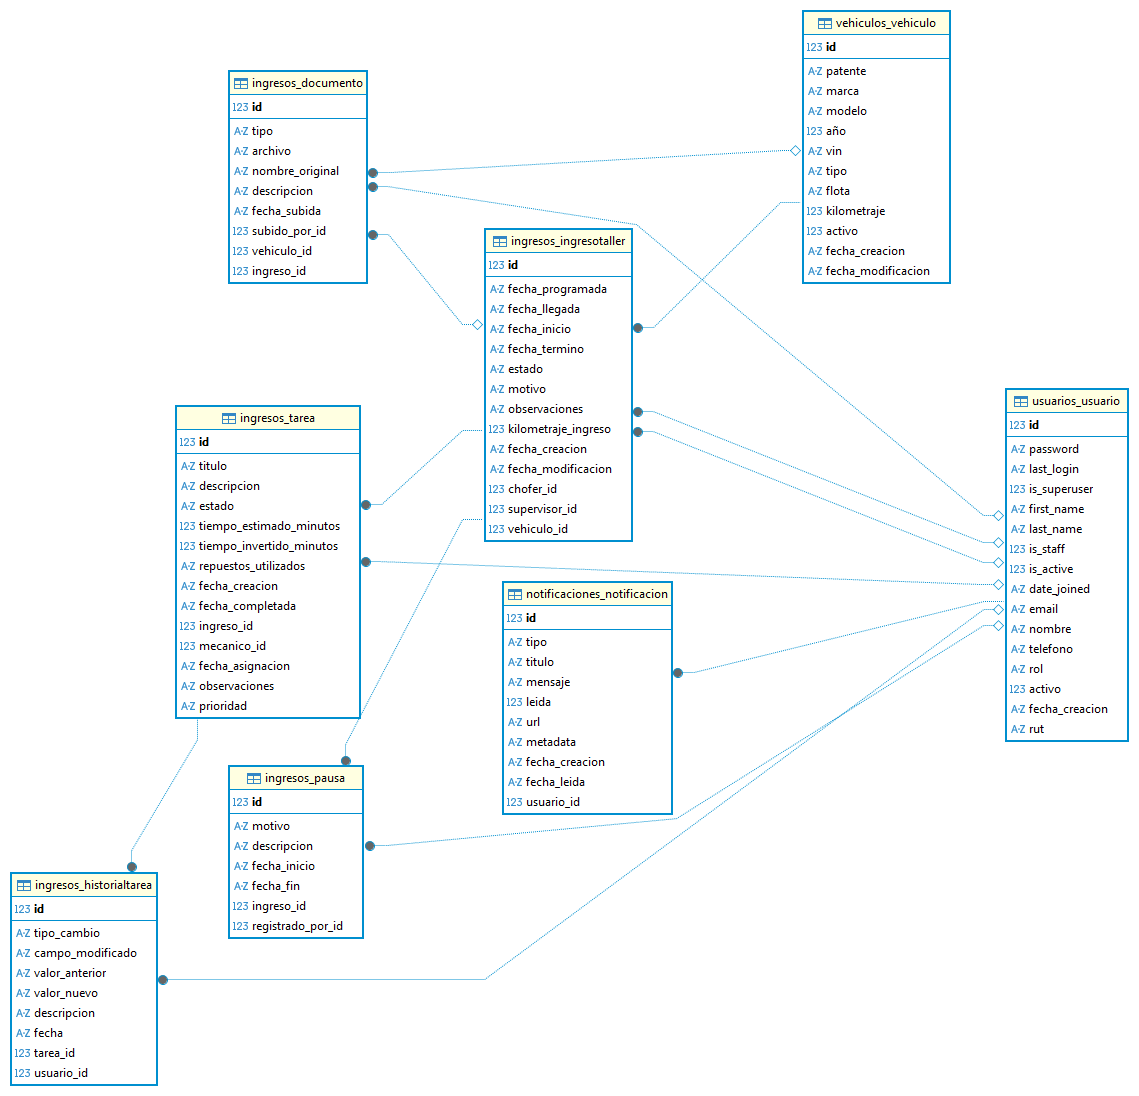 vehiculos_vehiculo
123 id
A-Z patente
A-Z marca
A-Z modelo
123 año
A-Z vin
A-Z tipo
A-Z flota
123 kilometraje
123 activo
A-Z fecha_creacion
A-Z fecha_modificacion
ingresos_documento
123 id
A-Z tipo
A-Z archivo
A-Z nombre_original
A-Z descripcion
A-Z fecha_subida
123 subido_por_id
123 vehiculo_id
123 ingreso_id
ingresos_ingresotaller
123 id
A-Z fecha_programada
A-Z fecha_llegada
A-Z fecha_inicio
A-Z fecha_termino
A-Z estado
A-Z motivo
A-Z observaciones
123 kilometraje_ingreso
A-Z fecha_creacion
A-Z fecha_modificacion
123 chofer_id
123 supervisor_id
123 vehiculo_id
usuarios_usuario
123 id
A-Z password
A-Z last_login
123 is_superuser
A-Z first_name
A-Z last_name
123 is_staff
123 is_active
A-Z date_joined
A-Z email
A-Z nombre
A-Z telefono
A-Z rol
123 activo
A-Z fecha_creacion
A-Z rut
ingresos_tarea
123 id
A-Z titulo
A-Z descripcion
A-Z estado
123 tiempo_estimado_minutos
123 tiempo_invertido_minutos
A-Z repuestos_utilizados
A-Z fecha_creacion
A-Z fecha_completada
123 ingreso_id
123 mecanico_id
A-Z fecha_asignacion
A-Z observaciones
A-Z prioridad
notificaciones_notificacion
123 id
A-Z tipo
A-Z titulo
A-Z mensaje
123 leida
A-Z url
A-Z metadata
A-Z fecha_creacion
A-Z fecha_leida
123 usuario_id
ingresos_pausa
123 id
A-Z motivo
A-Z descripcion
A-Z fecha_inicio
A-Z fecha_fin
123 ingreso_id
123 registrado_por_id
ingresos_historialtarea
123 id
A-Z tipo_cambio
A-Z campo_modificado
A-Z valor_anterior
A-Z valor_nuevo
A-Z descripcion
A-Z fecha
123 tarea_id
123 usuario_id